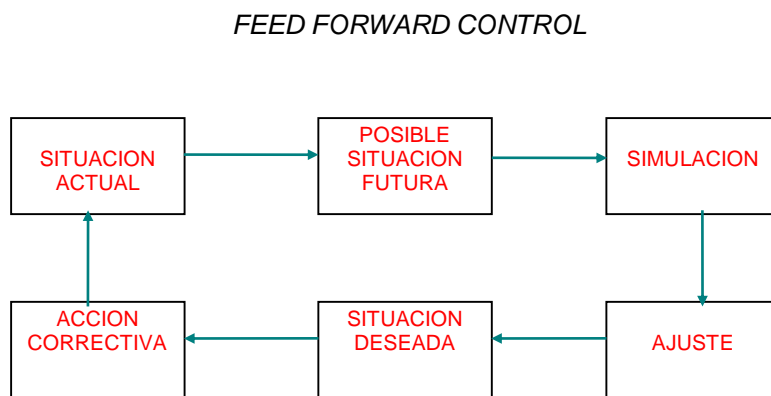 FEED FORWARD CONTROL
SITUACION
ACTUAL
POSIBLE
SITUACION
FUTURA
SIMULACION
ACCION
CORRECTIVA
SITUACION
DESEADA
AJUSTE